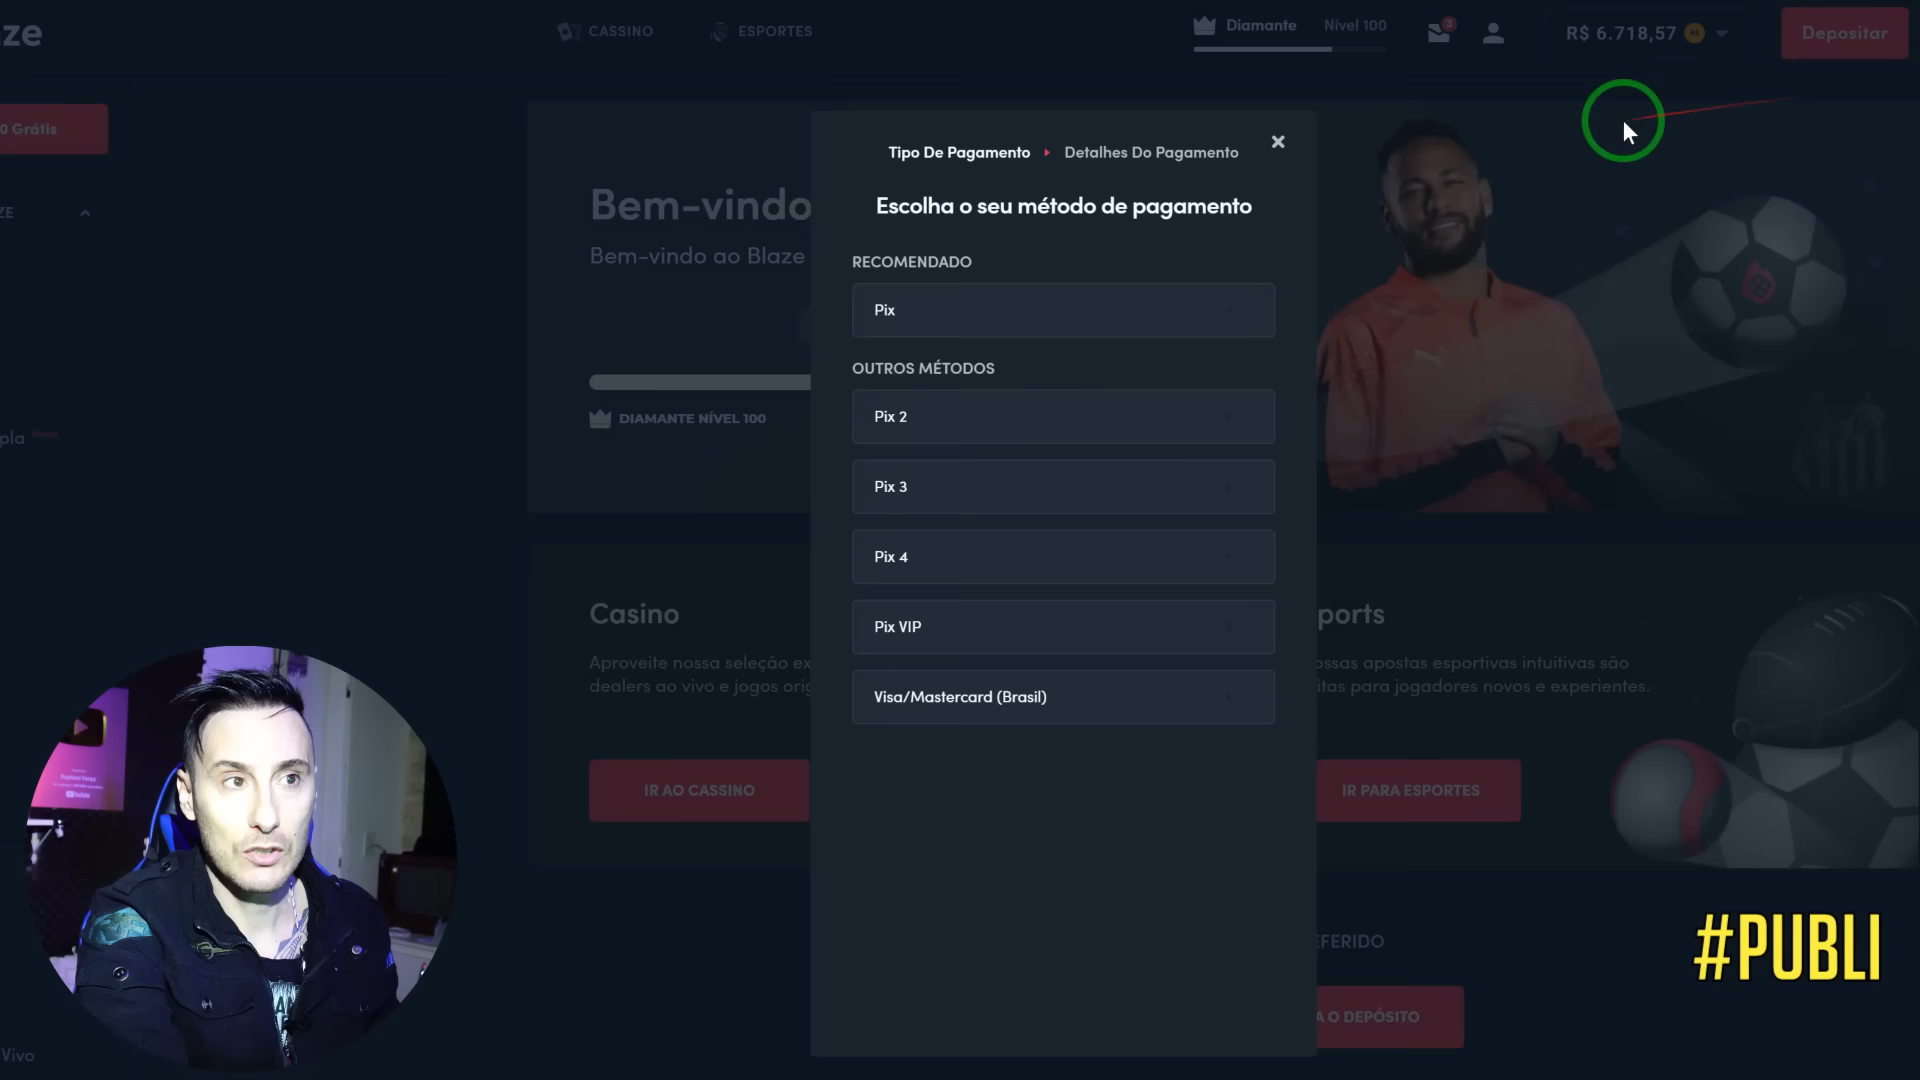 ze
CASSINO
ESPORTES
Diamante
Nível 100
3
R$ 6.718,57
Depositar
0 Grátis
ZE
Tipo De Pagamento
Detalhes Do Pagamento
Escolha o seu método de pagamento
Bem-vindo
Bem-vindo ao Blaze
DIAMANTE NÍVEL 100
RECOMENDADO
Pix
OUTROS MÉTODOS
Pix 2
Pix 3
Pix 4
Pix VIP
Visa/Mastercard (Brasil)
pla
Casino
Aproveite nossa seleção ex
dealers ao vivo e jogos orig
IR AO CASSINO
ports
ossas apostas esportivas intuitivas são
itas para jogadores novos e experientes.
IR PARA ESPORTES
EFERIDO
A O DEPÓSITO
#PUBLI
Vivo